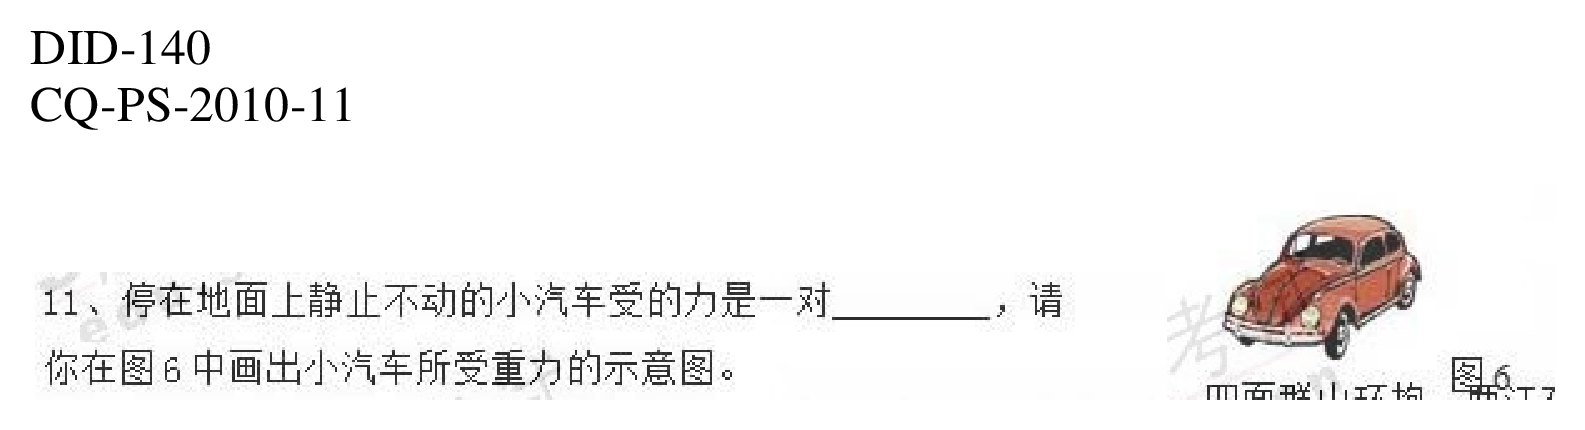 DID-140
CQ-PS-2010-11
11、停在地面上静止不动的小汽车受的力是一对________，请
你在图6中画出小汽车所受重力的示意图。
图6